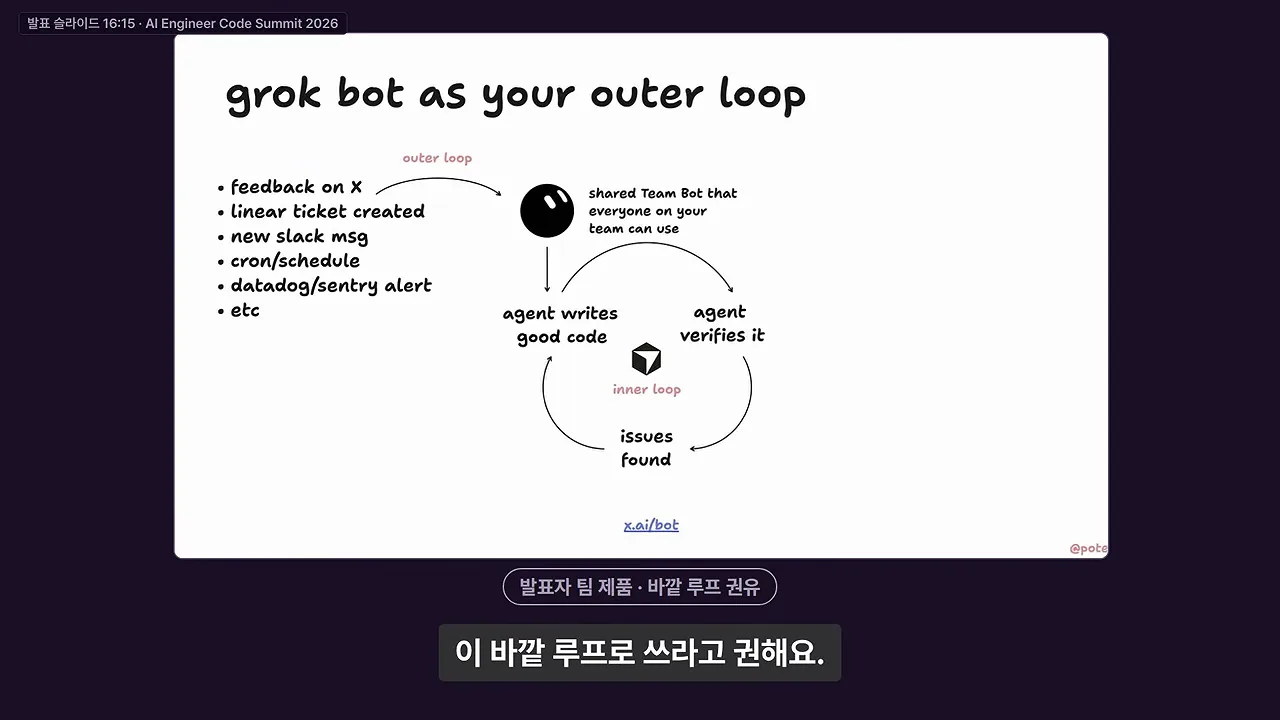 발표 슬라이드 16:15 · AI Engineer Code Summit 2026
grok bot as your outer loop
outer loop
• feedback on X
• linear ticket created
• new slack msg
• cron/schedule
• datadog/sentry alert
• etc
shared Team Bot that
everyone on your
team can use
agent writes
good code
agent
verifies it
inner loop
issues
found
x.ai/bot
@pote
발표자 팀 제품 · 바깥 루프 권유
이 바깥 루프로 쓰라고 권해요.